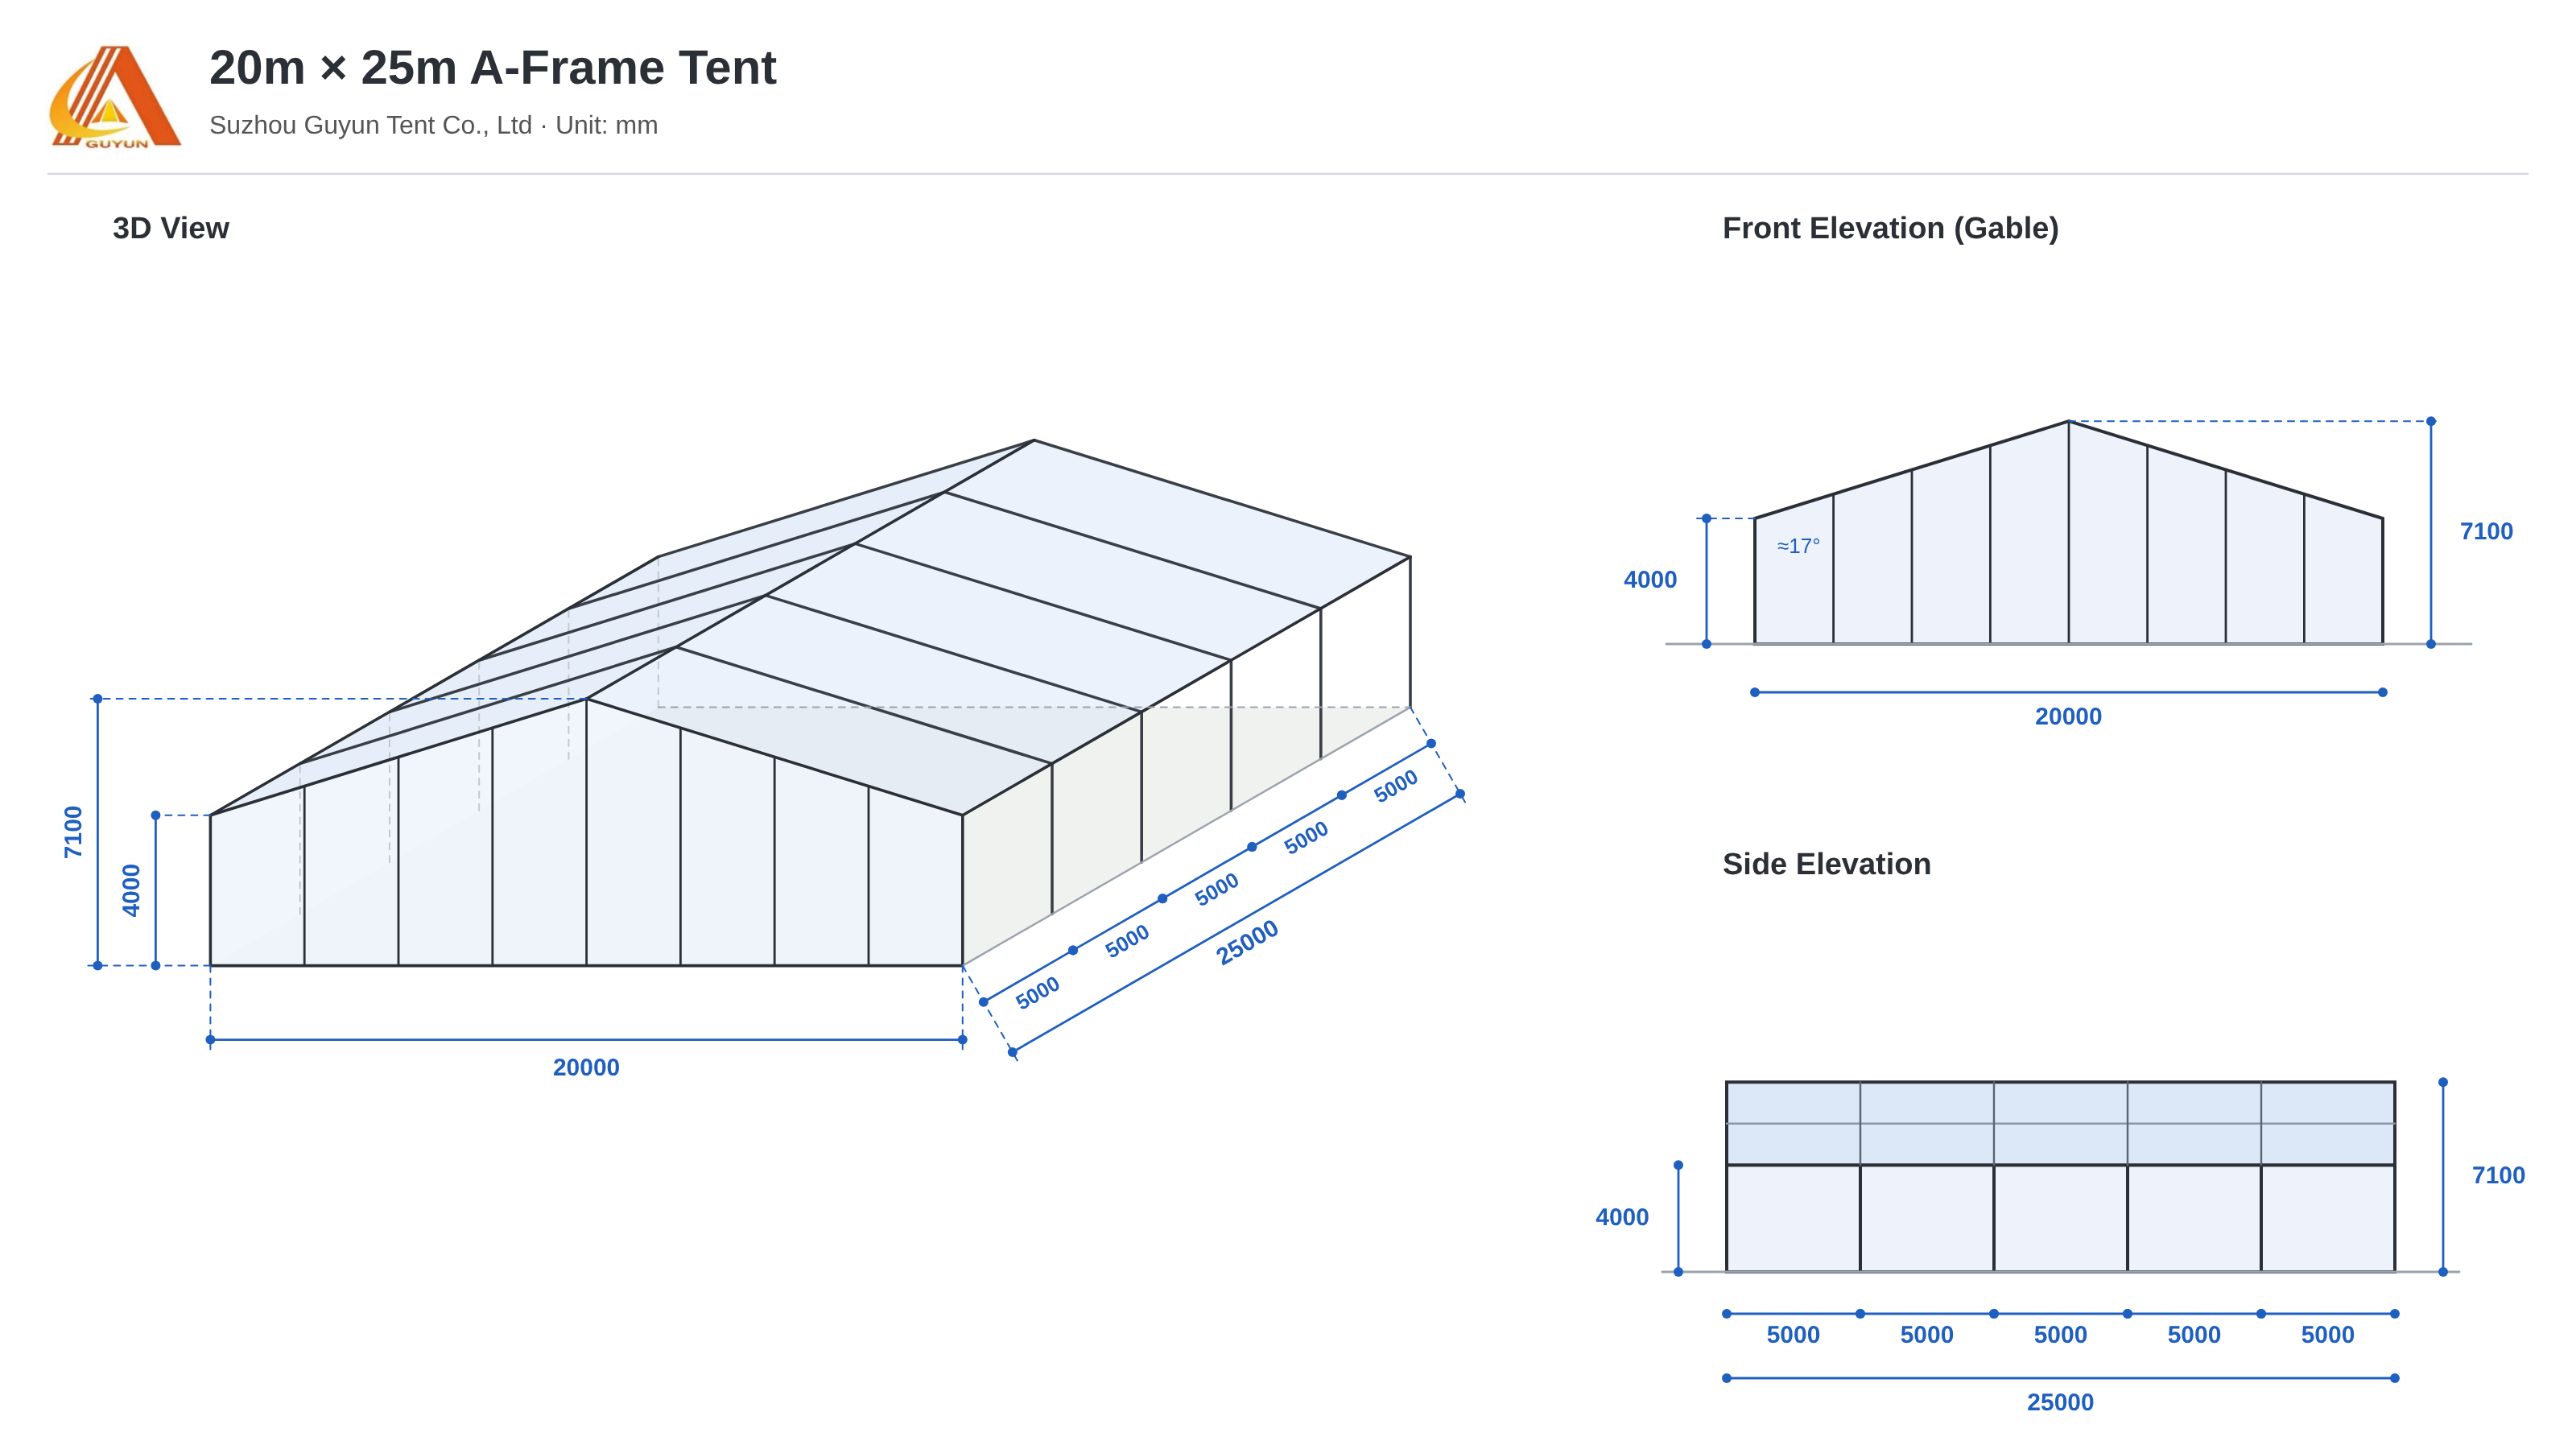 GUYUN
20m × 25m A-Frame Tent
Suzhou Guyun Tent Co., Ltd · Unit: mm
3D View
7100
4000
20000
5000
5000
5000
5000
5000
25000
Front Elevation (Gable)
≈17°
4000
7100
20000
Side Elevation
4000
7100
5000 5000 5000 5000 5000
25000